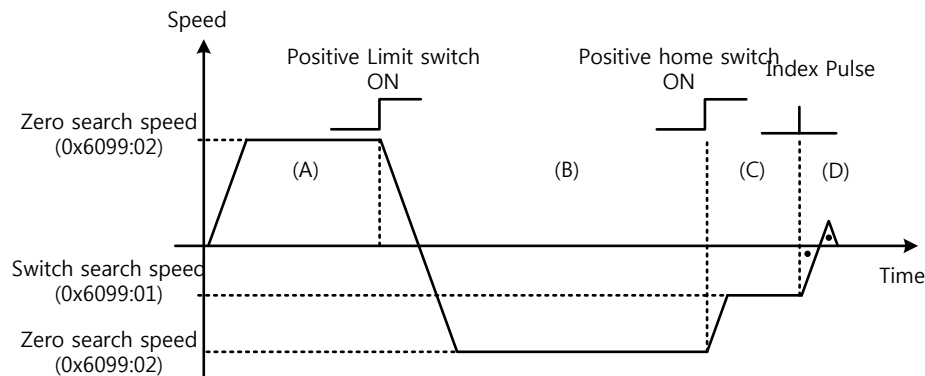 Speed
Positive Limit switch
ON
Positive home switch
ON
Index Pulse
Zero search speed
(0x6099:02)
(A)
(B)
(C)
(D)
Switch search speed
(0x6099:01)
Time
Zero search speed
(0x6099:02)